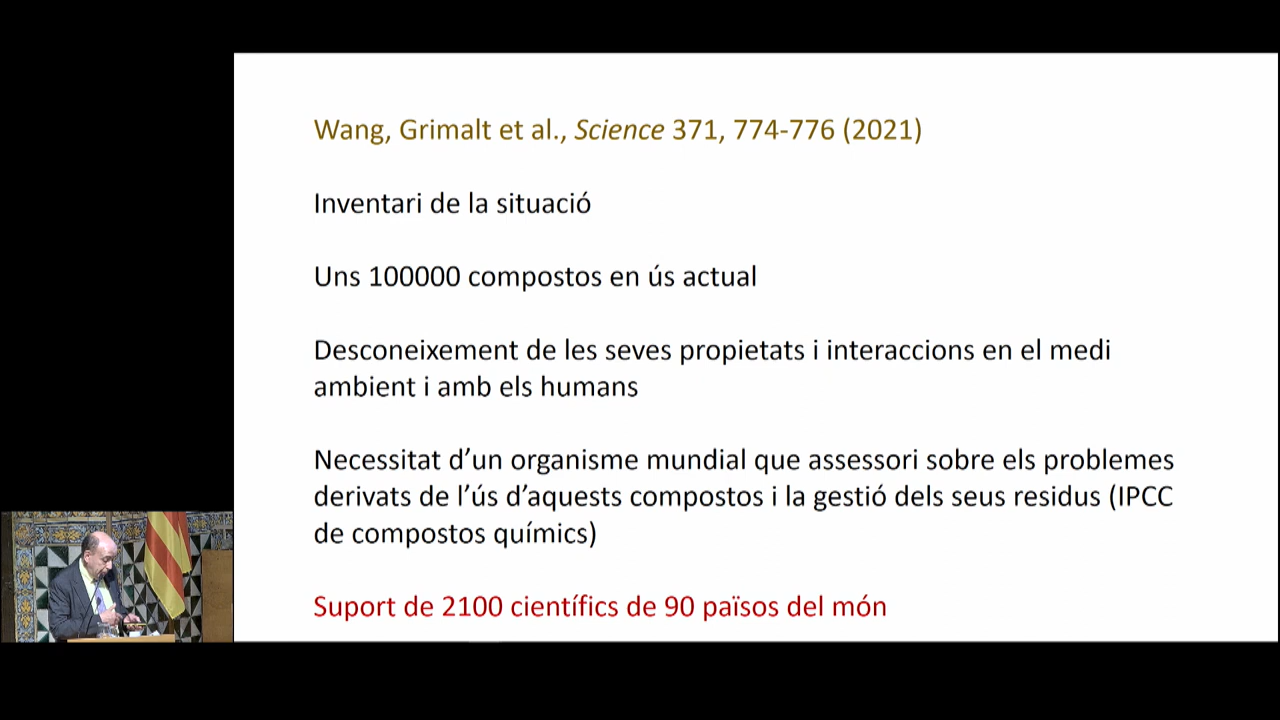 Wang, Grimalt et al., Science 371, 774-776 (2021)
Inventari de la situació
Uns 100000 compostos en ús actual
Desconeixement de les seves propietats i interaccions en el medi
ambient i amb els humans
Necessitat d’un organisme mundial que assessori sobre els problemes
derivats de l’ús d’aquests compostos i la gestió dels seus residus (IPCC
de compostos químics)
Suport de 2100 científics de 90 països del món